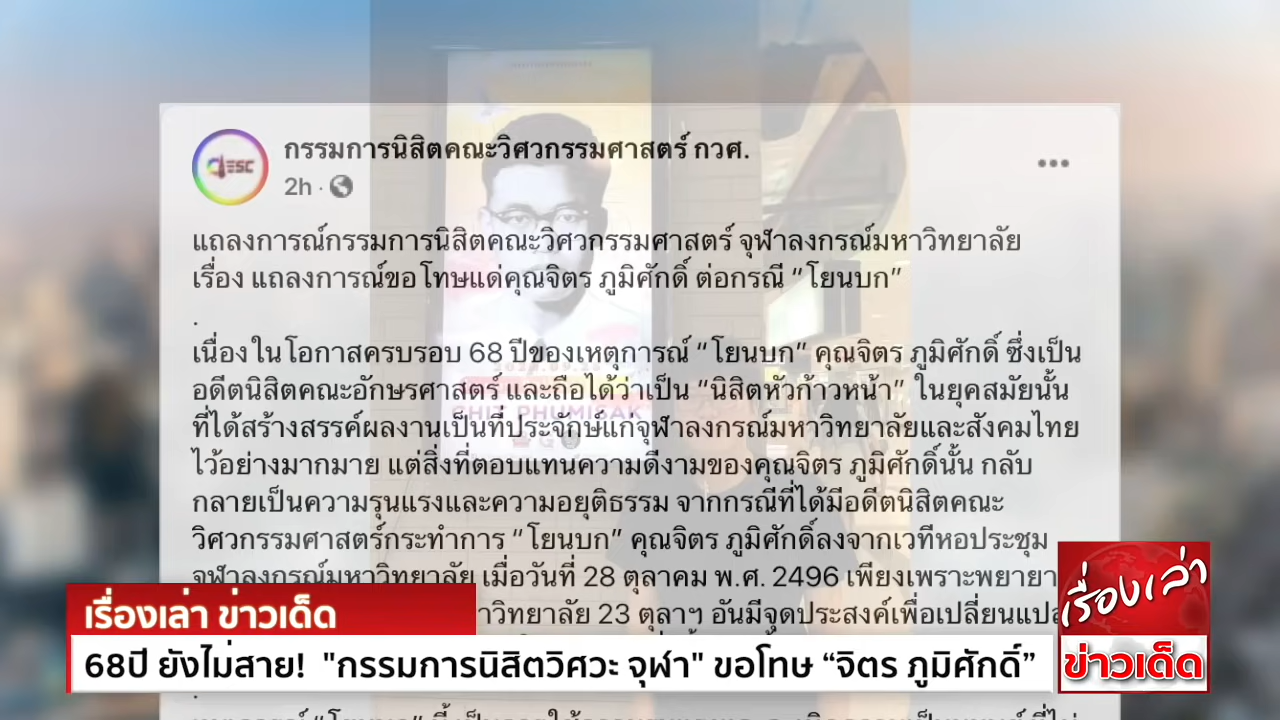 กรรมการนิสิตคณะวิศวกรรมศาสตร์ กวศ.
ESC
2h ·
แถลงการณ์กรรมการนิสิตคณะวิศวกรรมศาสตร์ จุฬาลงกรณ์มหาวิทยาลัย
เรื่อง แถลงการณ์ขอโทษแด่คุณจิตร ภูมิศักดิ์ ต่อกรณี “โยนบก”
.
เนื่องในโอกาสครบรอบ 68 ปีของเหตุการณ์ “โยนบก” คุณจิตร ภูมิศักดิ์ ซึ่งเป็น
อดีตนิสิตคณะอักษรศาสตร์ และถือได้ว่าเป็น “นิสิตหัวก้าวหน้า” ในยุคสมัยนั้น
ที่ได้สร้างสรรค์ผลงานเป็นที่ประจักษ์แก่จุฬาลงกรณ์มหาวิทยาลัยและสังคมไทย
CHIT PHUMISAK
ไว้อย่างมากมาย แต่สิ่งที่ตอบแทนความดีงามของคุณจิตร ภูมิศักดิ์นั้น กลับ
กลายเป็นความรุนแรงและความอยุติธรรม จากกรณีที่ได้มีอดีตนิสิตคณะ
วิศวกรรมศาสตร์กระทำการ “โยนบก” คุณจิตร ภูมิศักดิ์ลงจากเวทีหอประชุม
จุฬาลงกรณ์มหาวิทยาลัย เมื่อวันที่ 28 ตุลาคม พ.ศ. 2496 เพียงเพราะพยายา
าวิทยาลัย 23 ตุลาฯ อันมีจุดประสงค์เพื่อเปลี่ยนแปล
เรื่องเล่า ข่าวเด็ด
68ปี ยังไม่สาย! "กรรมการนิสิตวิศวะ จุฬา" ขอโทษ “จิตร ภูมิศักดิ์”
เรื่องเล่า
ข่าวเด็ด